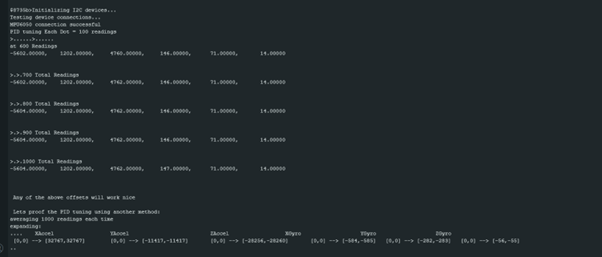 Initializing I2C devices...
Testing device connections...
MPU6050 connection successful
PID tuning Each Dot = 100 readings
>......>......
at 600 Readings
-5602.00000, 1202.00000, 4760.00000, 146.00000, 71.00000, 14.00000
>.>.700 Total Readings
-5602.00000, 1202.00000, 4762.00000, 146.00000, 71.00000, 14.00000
>.>.800 Total Readings
-5604.00000, 1202.00000, 4762.00000, 146.00000, 71.00000, 14.00000
>.>.900 Total Readings
-5604.00000, 1202.00000, 4762.00000, 146.00000, 71.00000, 14.00000
>.>.1000 Total Readings
-5604.00000, 1202.00000, 4762.00000, 147.00000, 71.00000, 14.00000
Any of the above offsets will work nice
Lets proof the PID tuning using another method:
averaging 1000 readings each time
expanding:
.... XAccel YAccel ZAccel XGyro YGyro ZGyro
[0,0] --> [32767,32767] [0,0] --> [-11417,-11417] [0,0] --> [-28256,-28260] [0,0] --> [-584,-585] [0,0] --> [-282,-283] [0,0] --> [-56,-55]
..